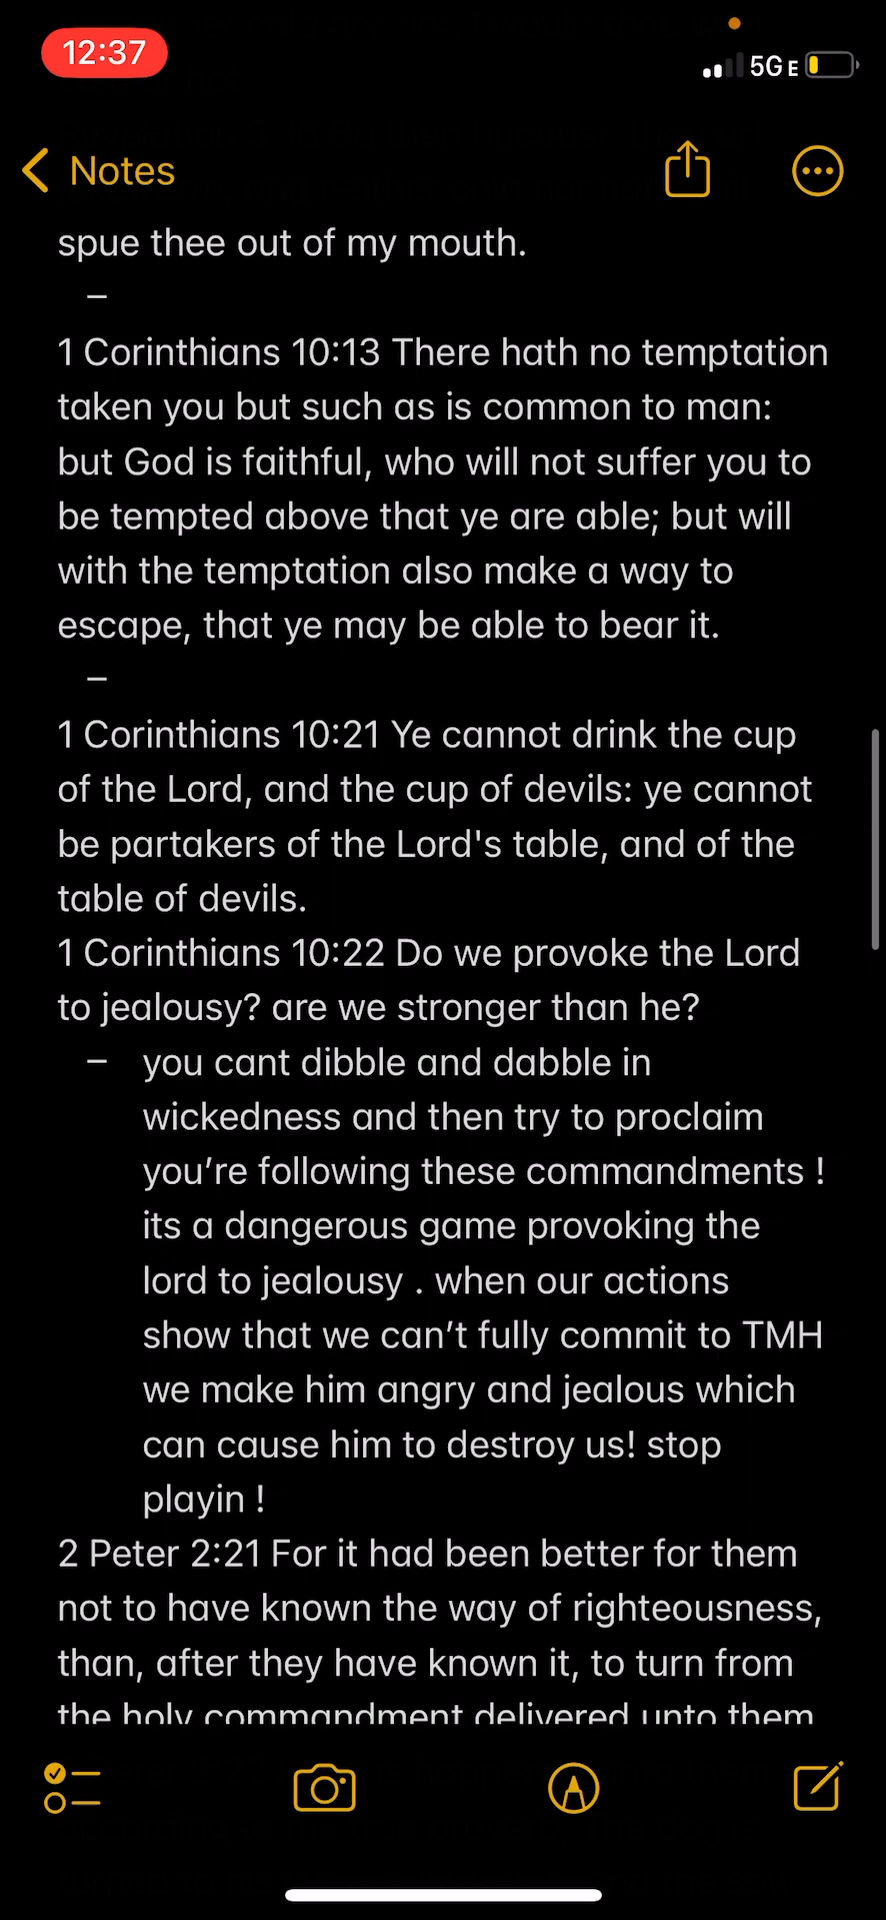 12:37
5G E
Notes
spue thee out of my mouth.
–
1 Corinthians 10:13 There hath no temptation
taken you but such as is common to man:
but God is faithful, who will not suffer you to
be tempted above that ye are able; but will
with the temptation also make a way to
escape, that ye may be able to bear it.
–
1 Corinthians 10:21 Ye cannot drink the cup
of the Lord, and the cup of devils: ye cannot
be partakers of the Lord's table, and of the
table of devils.
1 Corinthians 10:22 Do we provoke the Lord
to jealousy? are we stronger than he?
– you cant dibble and dabble in
wickedness and then try to proclaim
you’re following these commandments !
its a dangerous game provoking the
lord to jealousy . when our actions
show that we can’t fully commit to TMH
we make him angry and jealous which
can cause him to destroy us! stop
playin !
2 Peter 2:21 For it had been better for them
not to have known the way of righteousness,
than, after they have known it, to turn from
the holy commandment delivered unto them